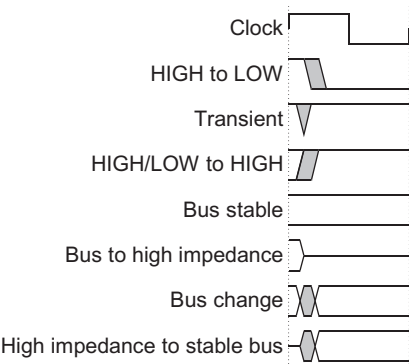 Clock
HIGH to LOW
Transient
HIGH/LOW to HIGH
Bus stable
Bus to high impedance
Bus change
High impedance to stable bus